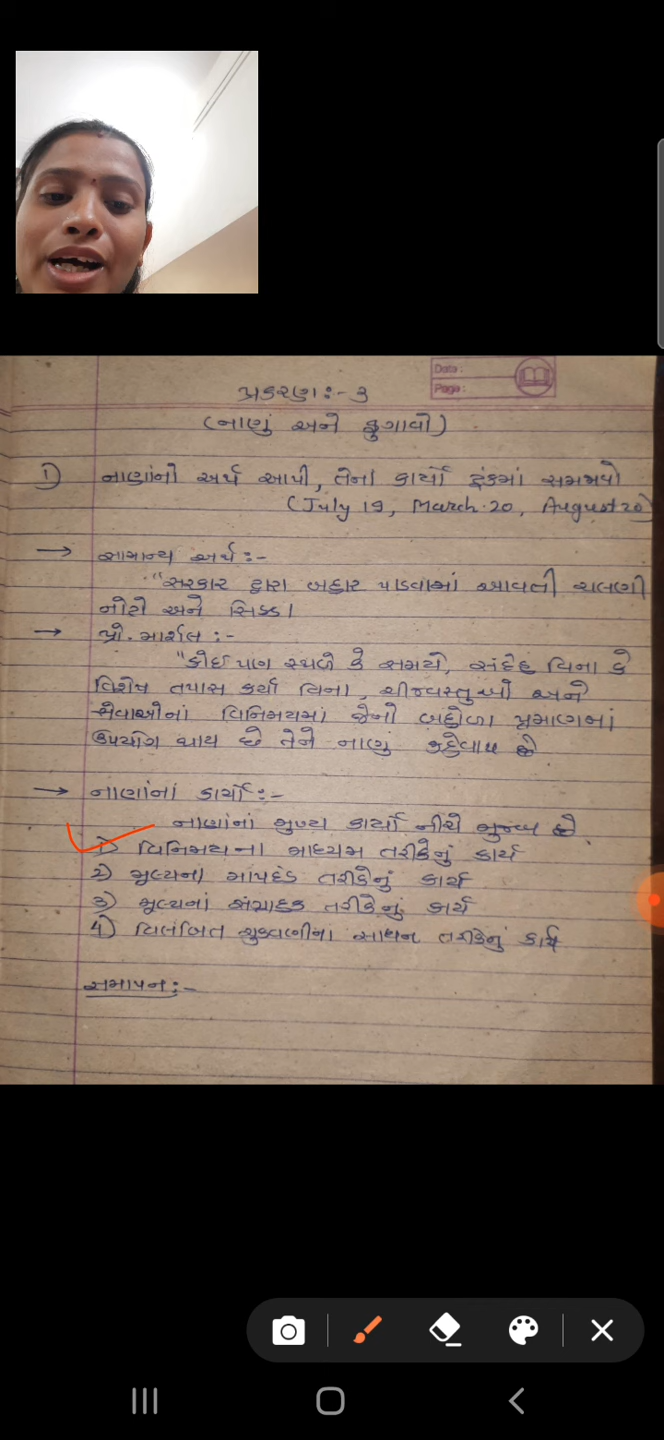 Date :
Page :
પ્રકરણ:- ૩
(નાણું અને ફુગાવો)
1) નાણાંનો અર્થ આપી, તેનાં કાર્યો ટૂંકમાં સમજાવો
(July 19, March.20, August 20)
→ સામાન્ય અર્થ :-
"સરકાર દ્વારા બહાર પાડવામાં આવતી ચલણી
નોટો અને સિક્કા
→ પ્રો. માર્શલ :-
"કોઈ પણ સ્થળે કે સમયે, સંદેહ વિના કે
વિશેષ તપાસ કર્યા વિના, ચીજવસ્તુઓ અને
સેવાઓનાં વિનિમયમાં જેનો બહોળા પ્રમાણમાં
ઉપયોગ થાય છે તેને નાણું કહેવાય છે
→ નાણાંનાં કાર્યો :-
નાણાંનાં મુખ્ય કાર્યો નીચે મુજબ છે.
1) વિનિમયના માધ્યમ તરીકેનું કાર્ય
2) મૂલ્યના માપદંડ તરીકેનું કાર્ય
3) મૂલ્યનાં સંગ્રાહક તરીકેનું કાર્ય
4) વિલંબિત ચુકવણીના સાધન તરીકેનું કાર્ય
સમાપન :-